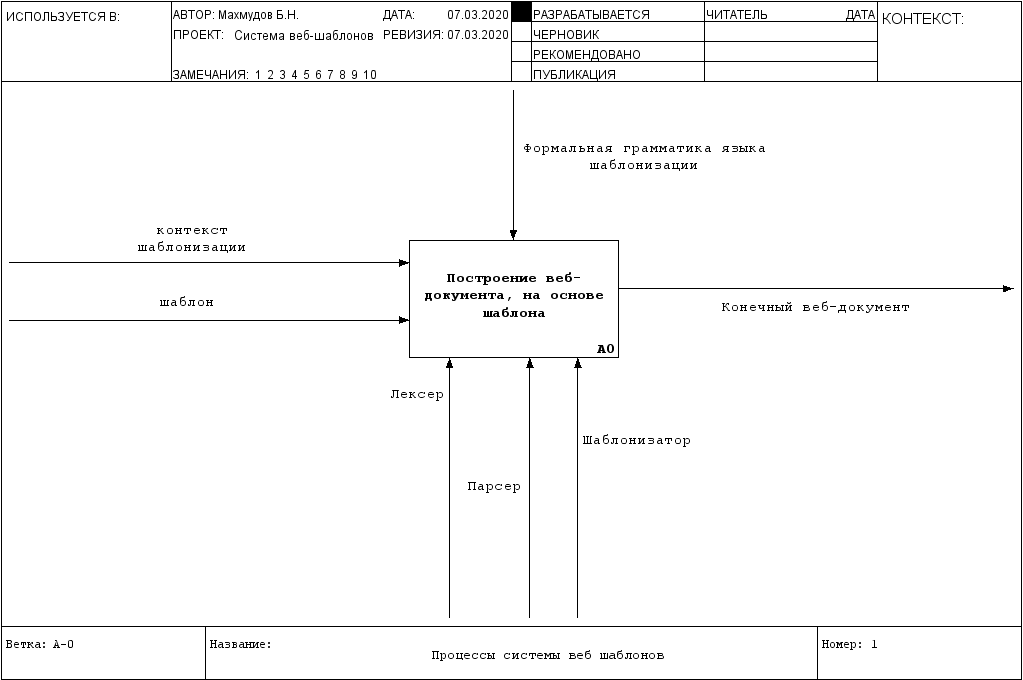 ИСПОЛЬЗУЕТСЯ В:
АВТОР: Махмудов Б.Н. ДАТА: 07.03.2020
ПРОЕКТ: Система веб-шаблонов РЕВИЗИЯ: 07.03.2020
ЗАМЕЧАНИЯ: 1 2 3 4 5 6 7 8 9 10
РАЗРАБАТЫВАЕТСЯ
ЧЕРНОВИК
РЕКОМЕНДОВАНО
ПУБЛИКАЦИЯ
ЧИТАТЕЛЬ ДАТА
КОНТЕКСТ:
Формальная грамматика языка
шаблонизации
контекст
шаблонизации
шаблон
Построение веб-
документа, на основе
шаблона
A0
Конечный веб-документ
Лексер
Шаблонизатор
Парсер
Ветка: A-0
Название:
Процессы системы веб шаблонов
Номер: 1